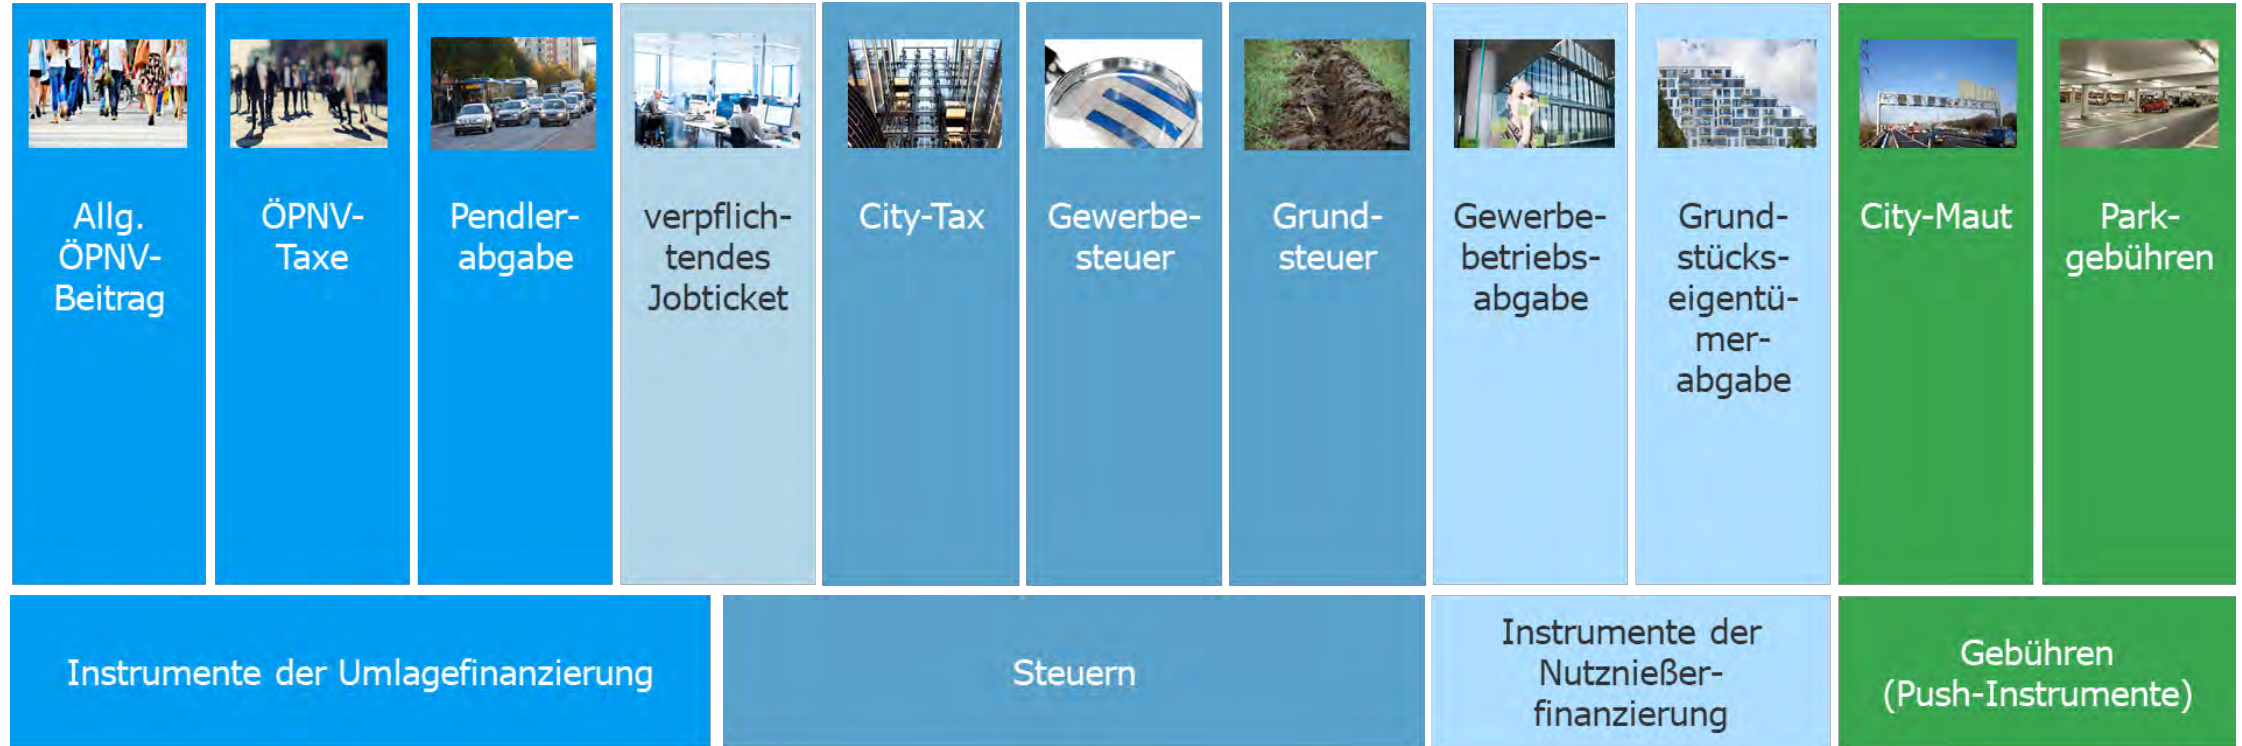 Allg.
ÖPNV-
Beitrag
ÖPNV-
Taxe
Pendler-
abgabe
verpflich-
tendes
Jobticket
City-Tax
Gewerbe-
steuer
Grund-
steuer
Gewerbe-
betriebs-
abgabe
Grund-
stücks-
eigentü-
mer-
abgabe
City-Maut
Park-
gebühren
Instrumente der Umlagefinanzierung
Steuern
Instrumente der
Nutznießer-
finanzierung
Gebühren
(Push-Instrumente)